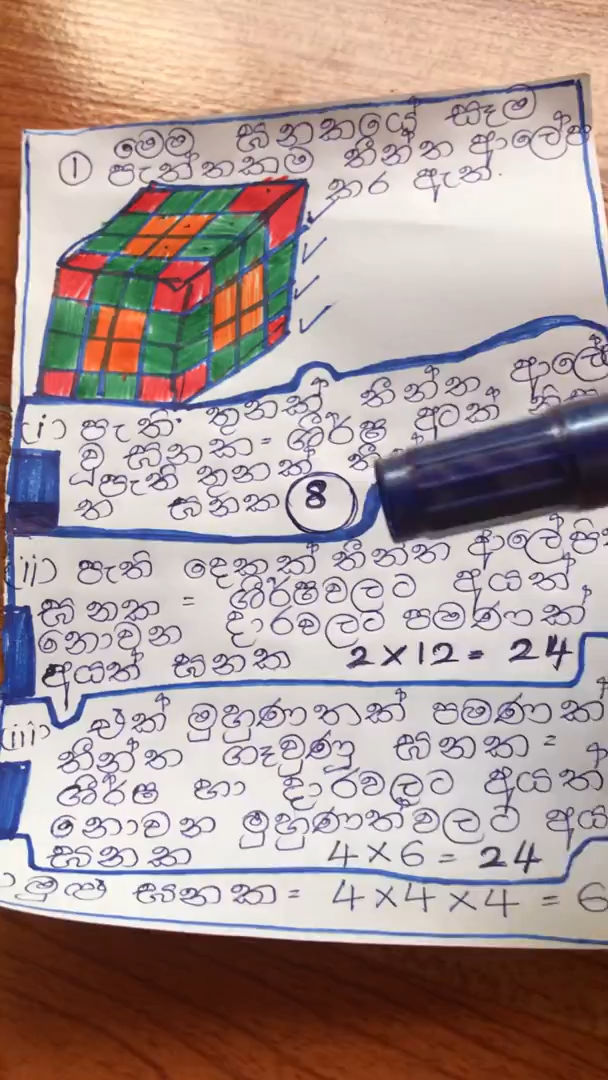 ① මෙම ඝනකයේ සෑම
පැත්තකම තීන්ත ආලේප
කර ඇත.
(i) පැති තුනක් තීන්ත ආලේ
වූ ඝනක = ශීර්ෂ අටක්
පැති තුනක්
ත ඝනක 8
(ii) පැති දෙකක් තීන්ත ආලේපි
ඝනක = ශීර්ෂවලට අයත්
නොවන දාරවලට පමණක්
අයත් ඝනක 2×12= 24
(iii) එක් මුහුණතක් පමණක්
තීන්ත ගෑවුණු ඝනක =
ශීර්ෂ හා දාරවලට අයත්
නොවන මුහුණත්වලට අය
ඝනක 4×6=24
මුළු ඝනක = 4×4×4 = 6